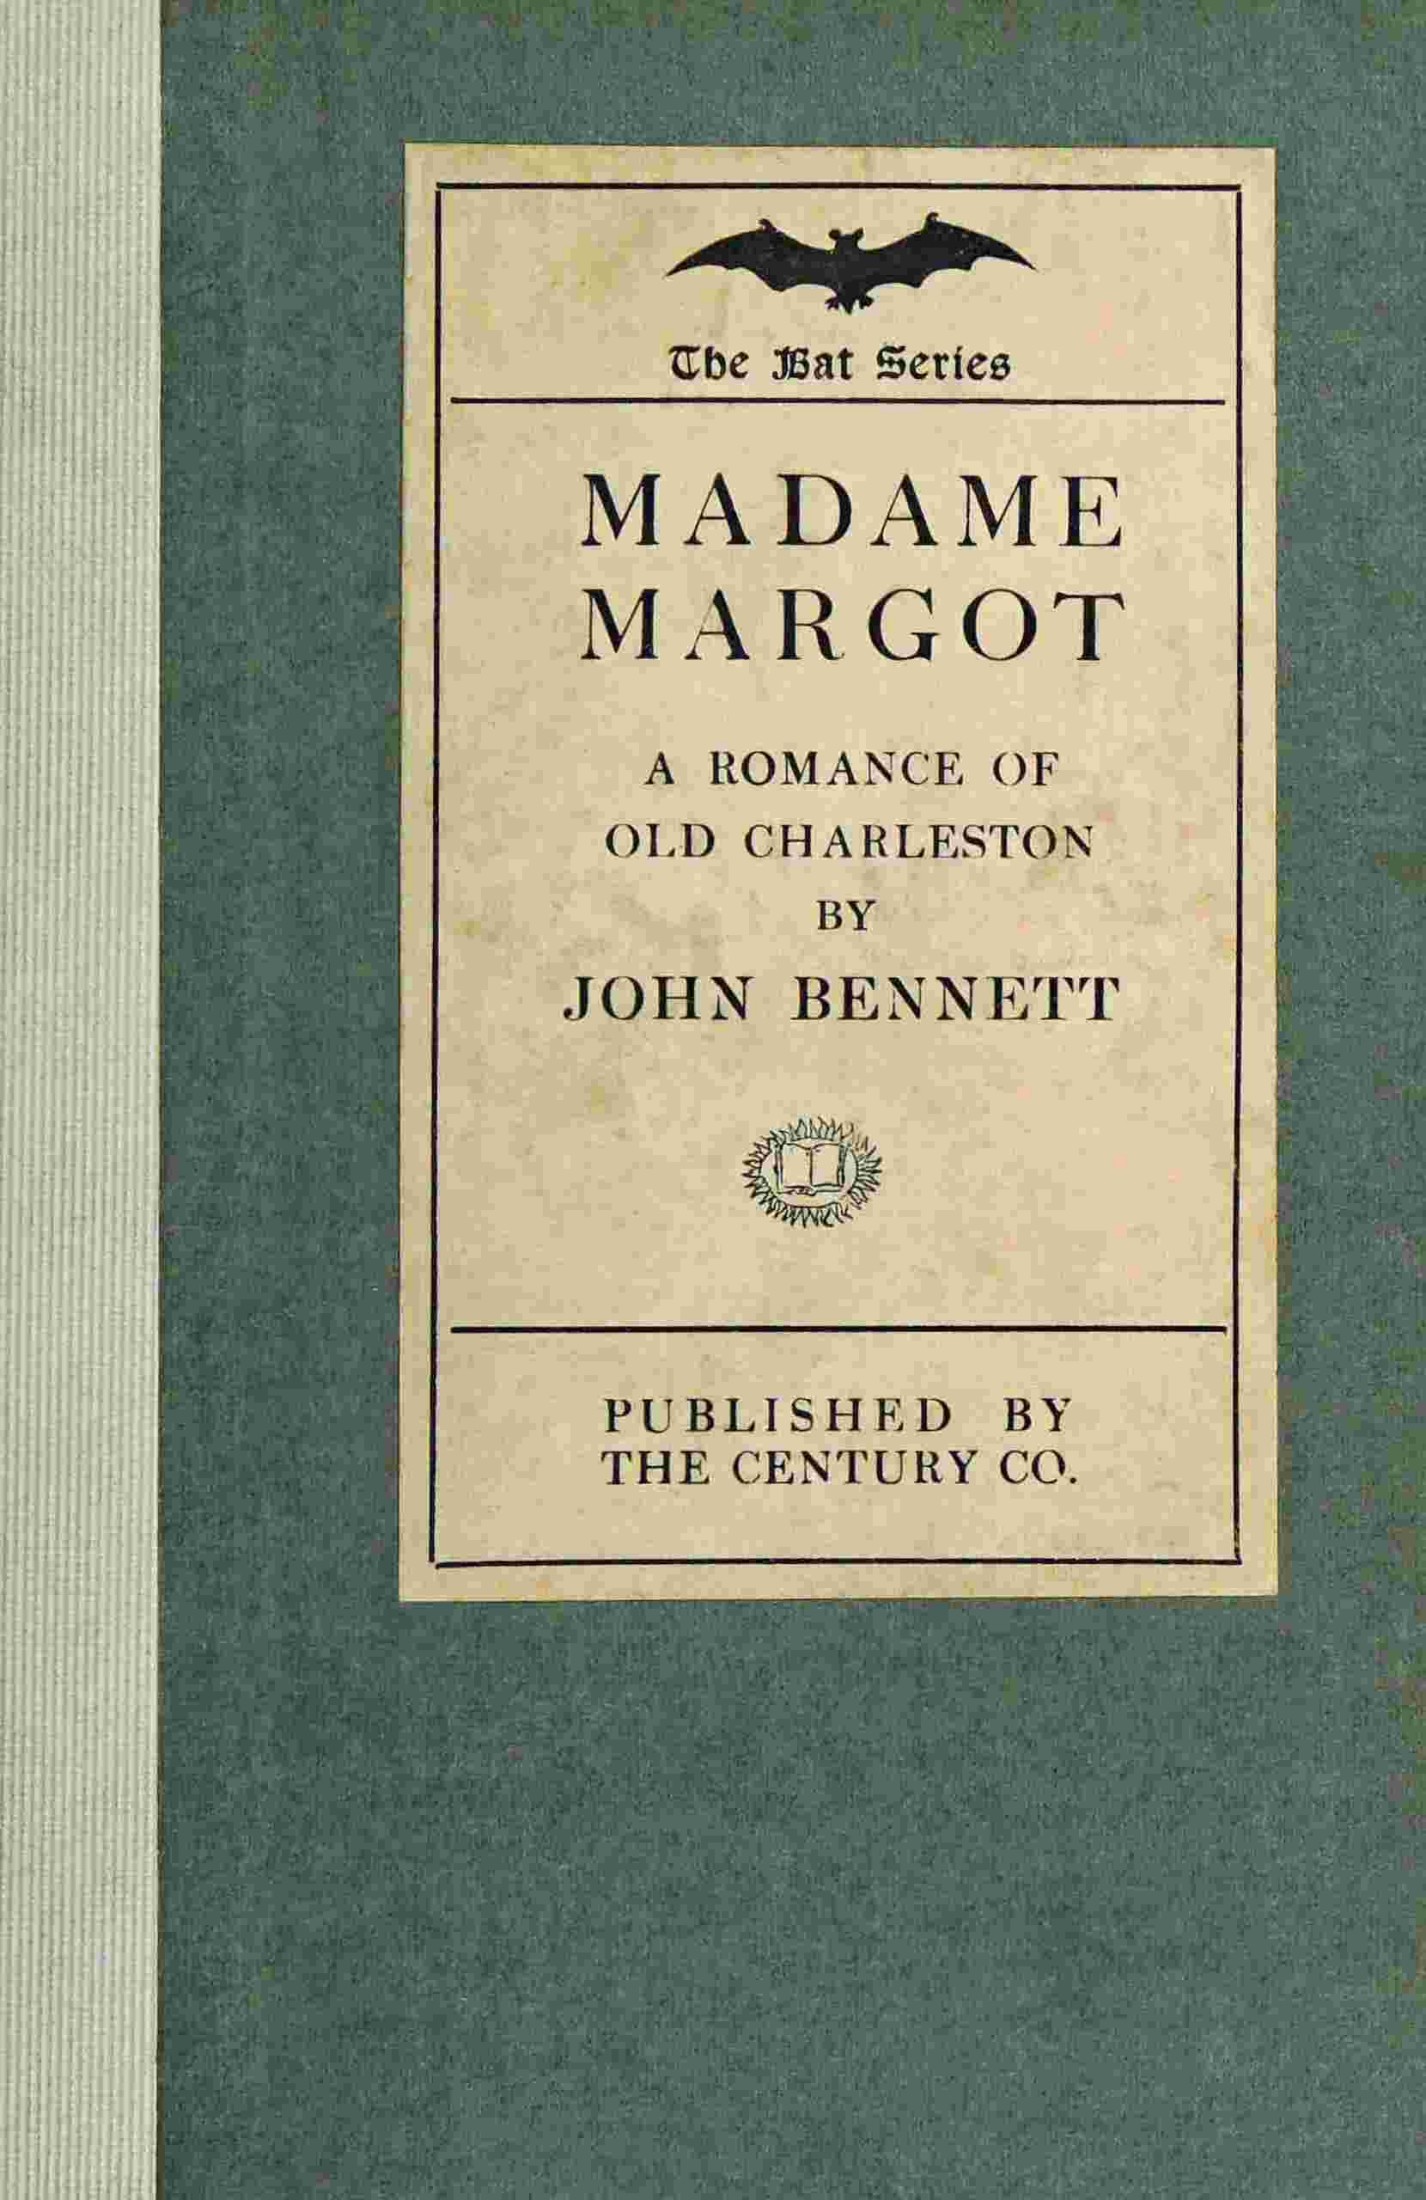 The Bat Series
MADAME
MARGOT
A ROMANCE OF
OLD CHARLESTON
BY
JOHN BENNETT
PUBLISHED BY
THE CENTURY CO.